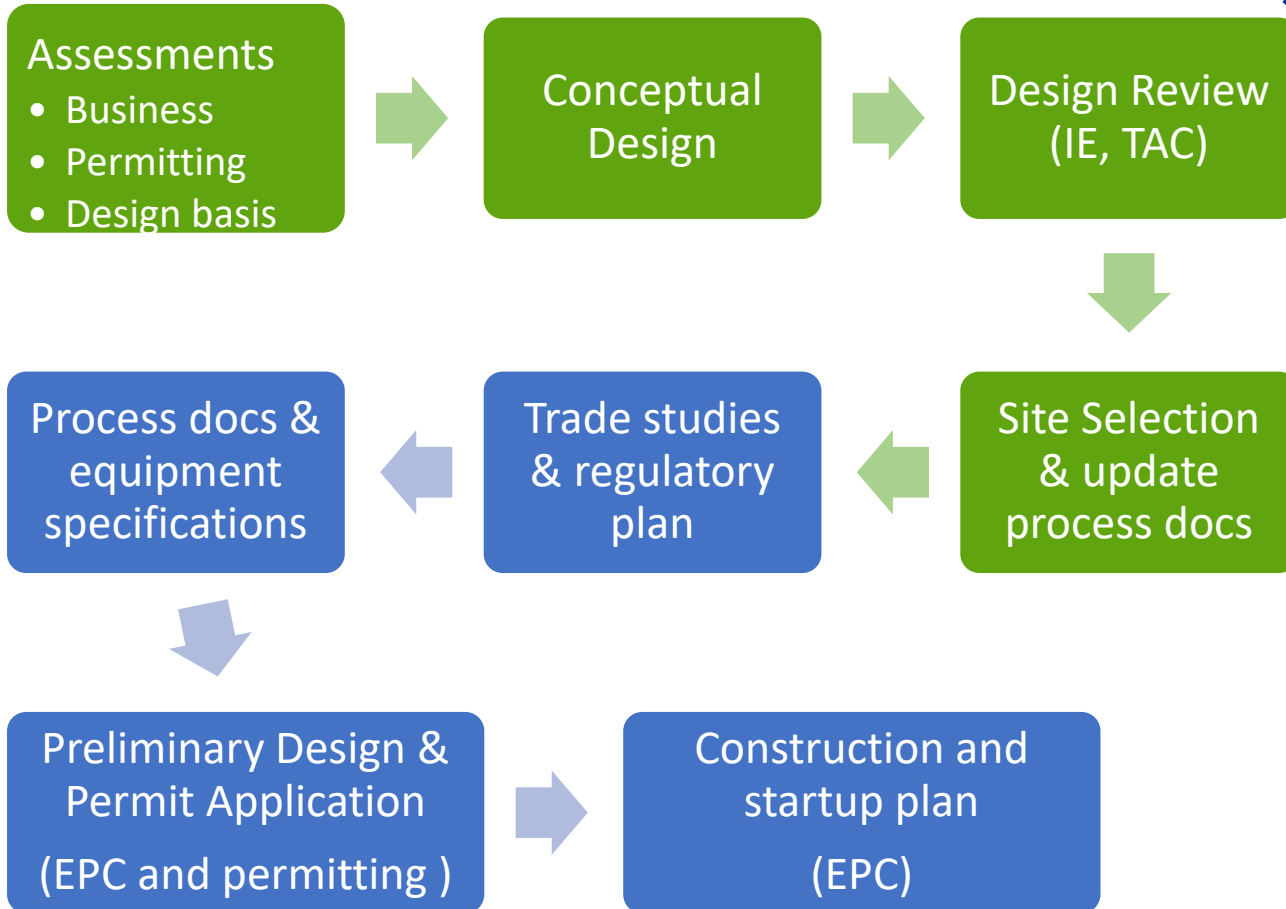 Assessments
• Business
• Permitting
• Design basis
Conceptual
Design
Design Review
(IE, TAC)
Site Selection
& update
process docs
Trade studies
& regulatory
plan
Process docs &
equipment
specifications
Preliminary Design &
Permit Application
(EPC and permitting )
Construction and
startup plan
(EPC)